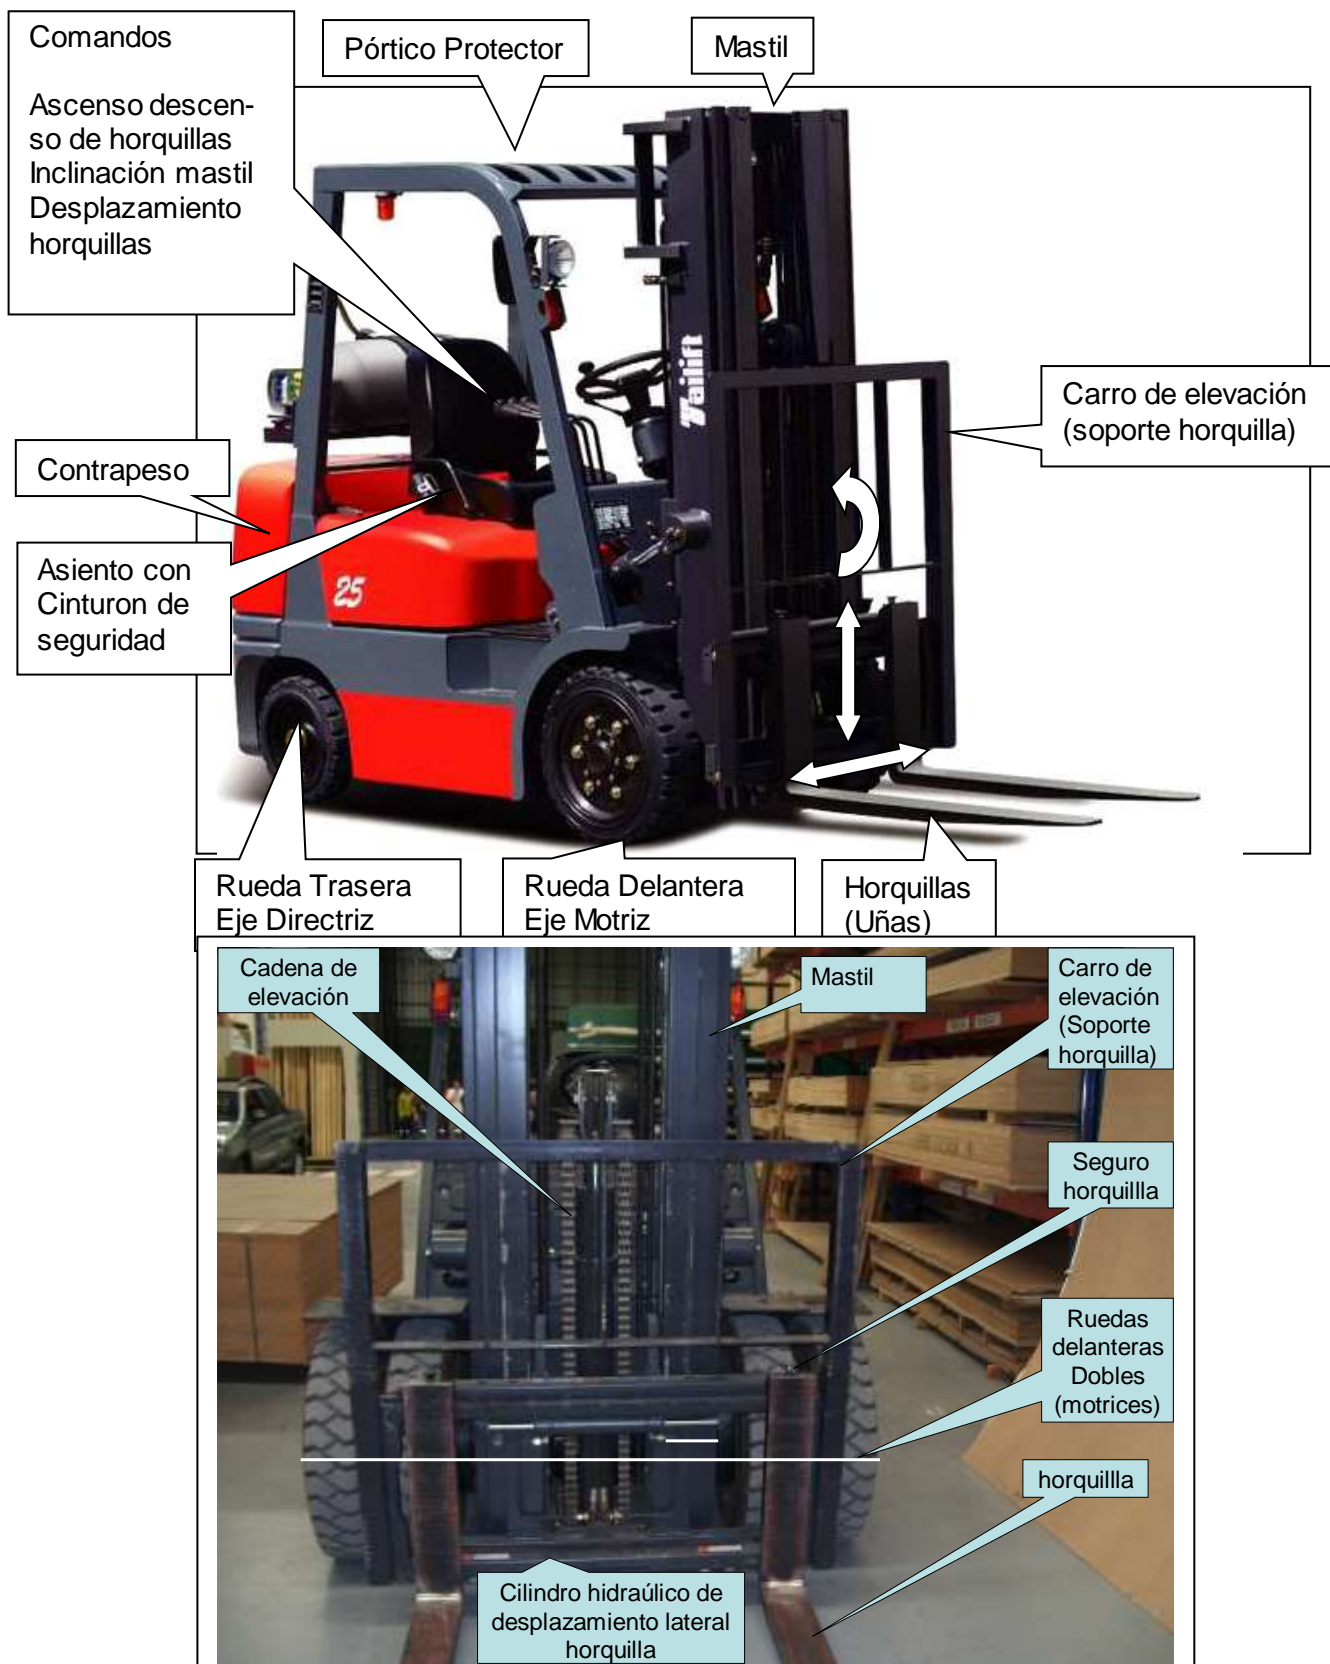 Comandos
Ascenso descen-
so de horquillas
Inclinación mastil
Desplazamiento
horquillas
Pórtico Protector
Mastil
Tailift
Carro de elevación
(soporte horquilla)
Contrapeso
Asiento con
Cinturon de
seguridad
25
Rueda Trasera
Eje Directriz
Rueda Delantera
Eje Motriz
Horquillas
(Uñas)
Cadena de
elevación
Mastil
Carro de
elevación
(Soporte
horquilla)
Seguro
horquillla
Ruedas
delanteras
Dobles
(motrices)
horquillla
Cilindro hidraúlico de
desplazamiento lateral
horquilla